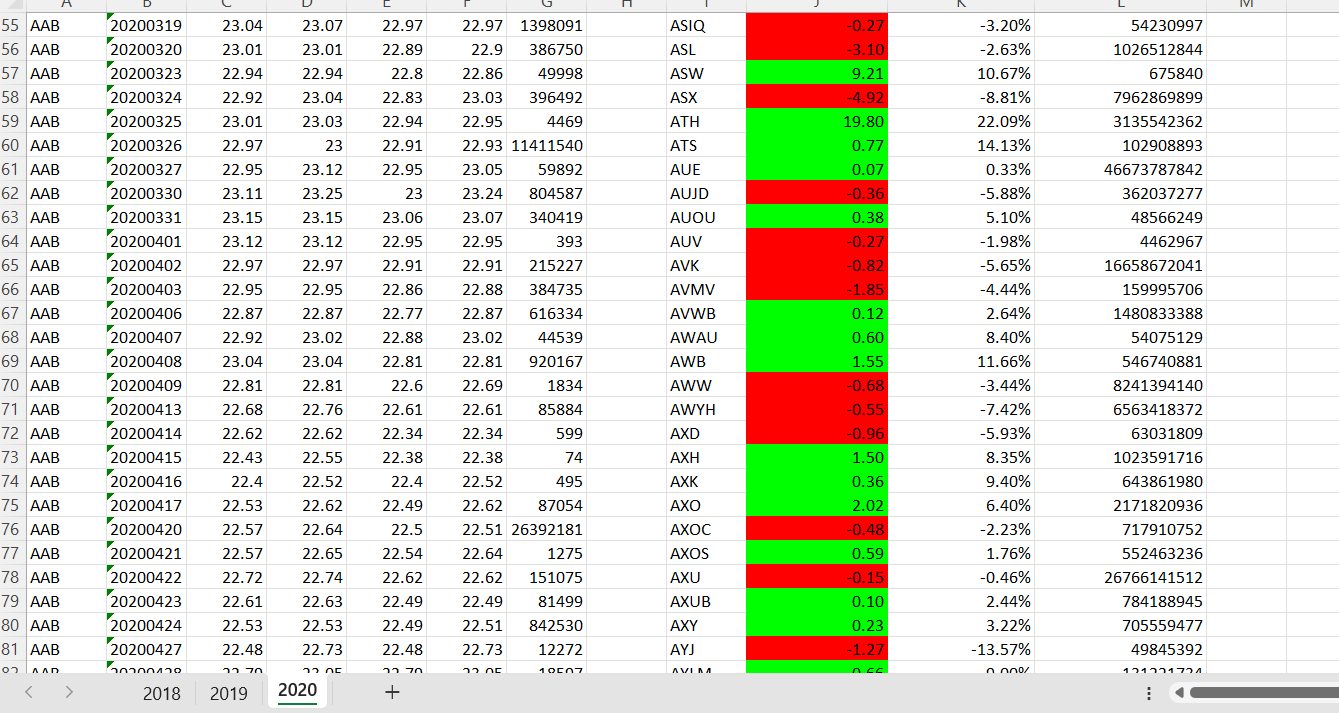 A B C D E F G H I J K L M
55 AAB 20200319 23.04 23.07 22.97 22.97 1398091 ASIQ -0.27 -3.20% 54230997
56 AAB 20200320 23.01 23.01 22.89 22.9 386750 ASL -3.10 -2.63% 1026512844
57 AAB 20200323 22.94 22.94 22.8 22.86 49998 ASW 9.21 10.67% 675840
58 AAB 20200324 22.92 23.04 22.83 23.03 396492 ASX -4.92 -8.81% 7962869899
59 AAB 20200325 23.01 23.03 22.94 22.95 4469 ATH 19.80 22.09% 3135542362
60 AAB 20200326 22.97 23 22.91 22.93 11411540 ATS 0.77 14.13% 102908893
61 AAB 20200327 22.95 23.12 22.95 23.05 59892 AUE 0.07 0.33% 46673787842
62 AAB 20200330 23.11 23.25 23 23.24 804587 AUJD -0.36 -5.88% 362037277
63 AAB 20200331 23.15 23.15 23.06 23.07 340419 AUOU 0.38 5.10% 48566249
64 AAB 20200401 23.12 23.12 22.95 22.95 393 AUV -0.27 -1.98% 4462967
65 AAB 20200402 22.97 22.97 22.91 22.91 215227 AVK -0.82 -5.65% 16658672041
66 AAB 20200403 22.95 22.95 22.86 22.88 384735 AVMV -1.85 -4.44% 159995706
67 AAB 20200406 22.87 22.87 22.77 22.87 616334 AVWB 0.12 2.64% 1480833388
68 AAB 20200407 22.92 23.02 22.88 23.02 44539 AWAU 0.60 8.40% 54075129
69 AAB 20200408 23.04 23.04 22.81 22.81 920167 AWB 1.55 11.66% 546740881
70 AAB 20200409 22.81 22.81 22.6 22.69 1834 AWW -0.68 -3.44% 8241394140
71 AAB 20200413 22.68 22.76 22.61 22.61 85884 AWYH -0.55 -7.42% 6563418372
72 AAB 20200414 22.62 22.62 22.34 22.34 599 AXD -0.96 -5.93% 63031809
73 AAB 20200415 22.43 22.55 22.38 22.38 74 AXH 1.50 8.35% 1023591716
74 AAB 20200416 22.4 22.52 22.4 22.52 495 AXK 0.36 9.40% 643861980
75 AAB 20200417 22.53 22.62 22.49 22.62 87054 AXO 2.02 6.40% 2171820936
76 AAB 20200420 22.57 22.64 22.5 22.51 26392181 AXOC -0.48 -2.23% 717910752
77 AAB 20200421 22.57 22.65 22.54 22.64 1275 AXOS 0.59 1.76% 552463236
78 AAB 20200422 22.72 22.74 22.62 22.62 151075 AXU -0.15 -0.46% 26766141512
79 AAB 20200423 22.61 22.63 22.49 22.49 81499 AXUB 0.10 2.44% 784188945
80 AAB 20200424 22.53 22.53 22.49 22.51 842530 AXY 0.23 3.22% 705559477
81 AAB 20200427 22.48 22.73 22.48 22.73 12272 AYJ -1.27 -13.57% 49845392
2018 2019 2020